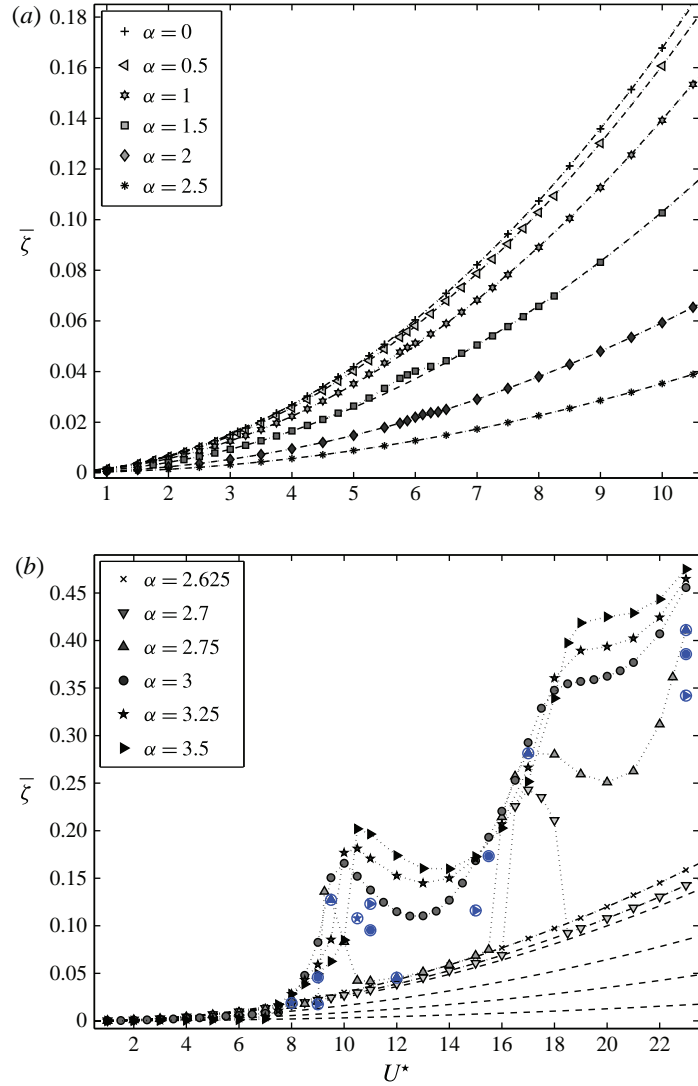 (a)
0.18
0.16
0.14
0.12
0.10
0.08
0.06
0.04
0.02
0
ζ̄
α = 0
α = 0.5
α = 1
α = 1.5
α = 2
α = 2.5
1 2 3 4 5 6 7 8 9 10
(b)
0.45
0.40
0.35
0.30
0.25
0.20
0.15
0.10
0.05
0
ζ̄
α = 2.625
α = 2.7
α = 2.75
α = 3
α = 3.25
α = 3.5
2 4 6 8 10 12 14 16 18 20 22
U⋆